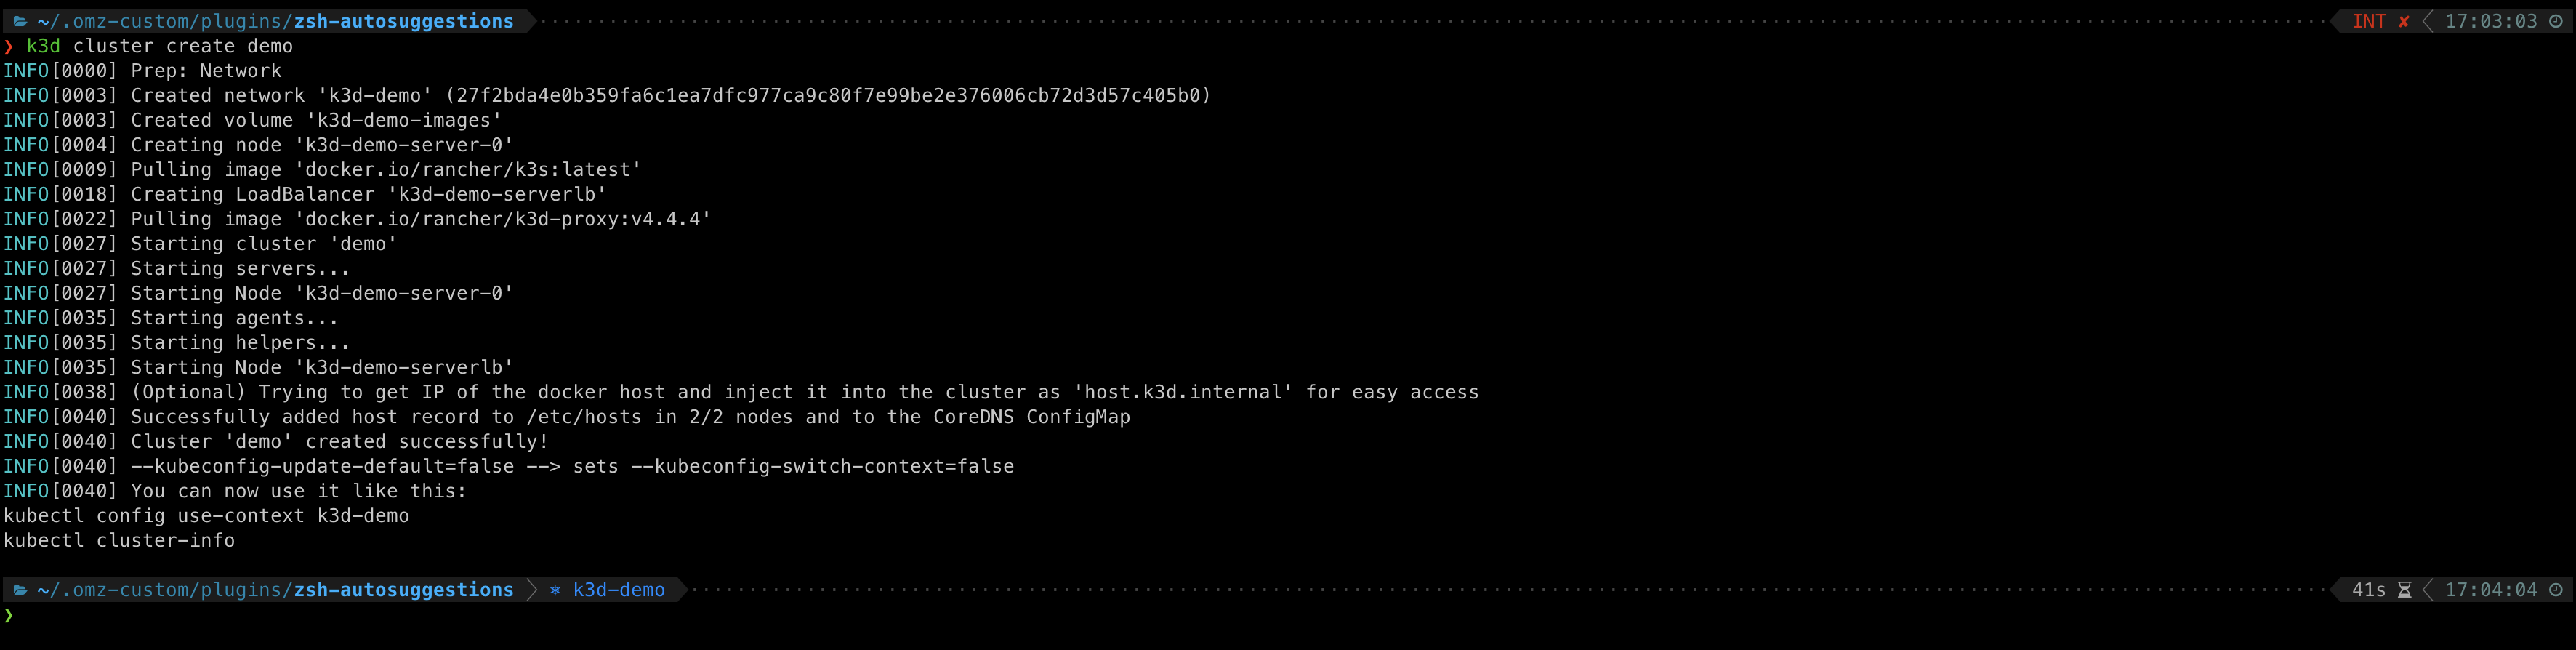 ~/.omz-custom/plugins/zsh-autosuggestions INT ✘ 17:03:03
❯ k3d cluster create demo
INFO[0000] Prep: Network
INFO[0003] Created network 'k3d-demo' (27f2bda4e0b359fa6c1ea7dfc977ca9c80f7e99be2e376006cb72d3d57c405b0)
INFO[0003] Created volume 'k3d-demo-images'
INFO[0004] Creating node 'k3d-demo-server-0'
INFO[0009] Pulling image 'docker.io/rancher/k3s:latest'
INFO[0018] Creating LoadBalancer 'k3d-demo-serverlb'
INFO[0022] Pulling image 'docker.io/rancher/k3d-proxy:v4.4.4'
INFO[0027] Starting cluster 'demo'
INFO[0027] Starting servers...
INFO[0027] Starting Node 'k3d-demo-server-0'
INFO[0035] Starting agents...
INFO[0035] Starting helpers...
INFO[0035] Starting Node 'k3d-demo-serverlb'
INFO[0038] (Optional) Trying to get IP of the docker host and inject it into the cluster as 'host.k3d.internal' for easy access
INFO[0040] Successfully added host record to /etc/hosts in 2/2 nodes and to the CoreDNS ConfigMap
INFO[0040] Cluster 'demo' created successfully!
INFO[0040] --kubeconfig-update-default=false --> sets --kubeconfig-switch-context=false
INFO[0040] You can now use it like this:
kubectl config use-context k3d-demo
kubectl cluster-info
~/.omz-custom/plugins/zsh-autosuggestions k3d-demo 41s 17:04:04
❯